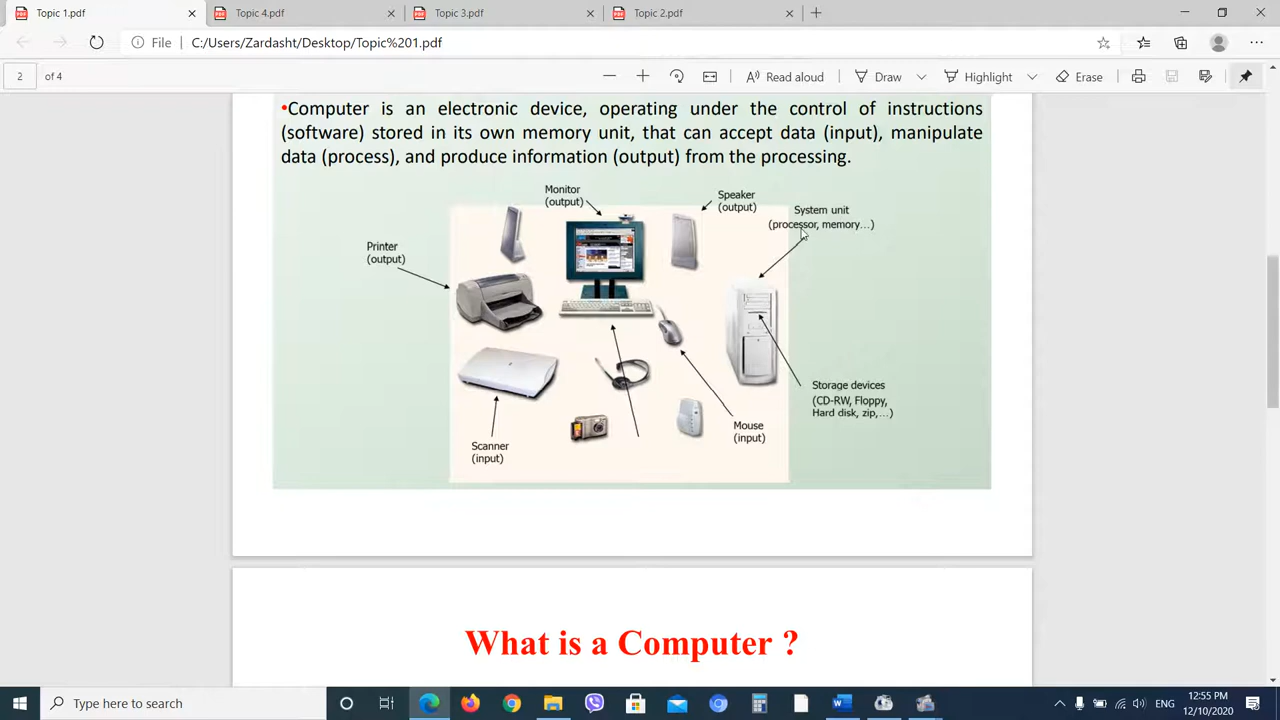 Topic 1.pdf
Topic 4.pdf
Topic 3.pdf
Topic 2.pdf
File C:/Users/Zardasht/Desktop/Topic%201.pdf
2 of 4
Read aloud
Draw
Highlight
Erase
•Computer is an electronic device, operating under the control of instructions
(software) stored in its own memory unit, that can accept data (input), manipulate
data (process), and produce information (output) from the processing.
Monitor
(output)
Speaker
(output)
System unit
(processor, memory...)
Printer
(output)
Storage devices
(CD-RW, Floppy,
Hard disk, zip,...)
Mouse
(input)
Scanner
(input)
What is a Computer ?
Type here to search
ENG
12:55 PM
12/10/2020